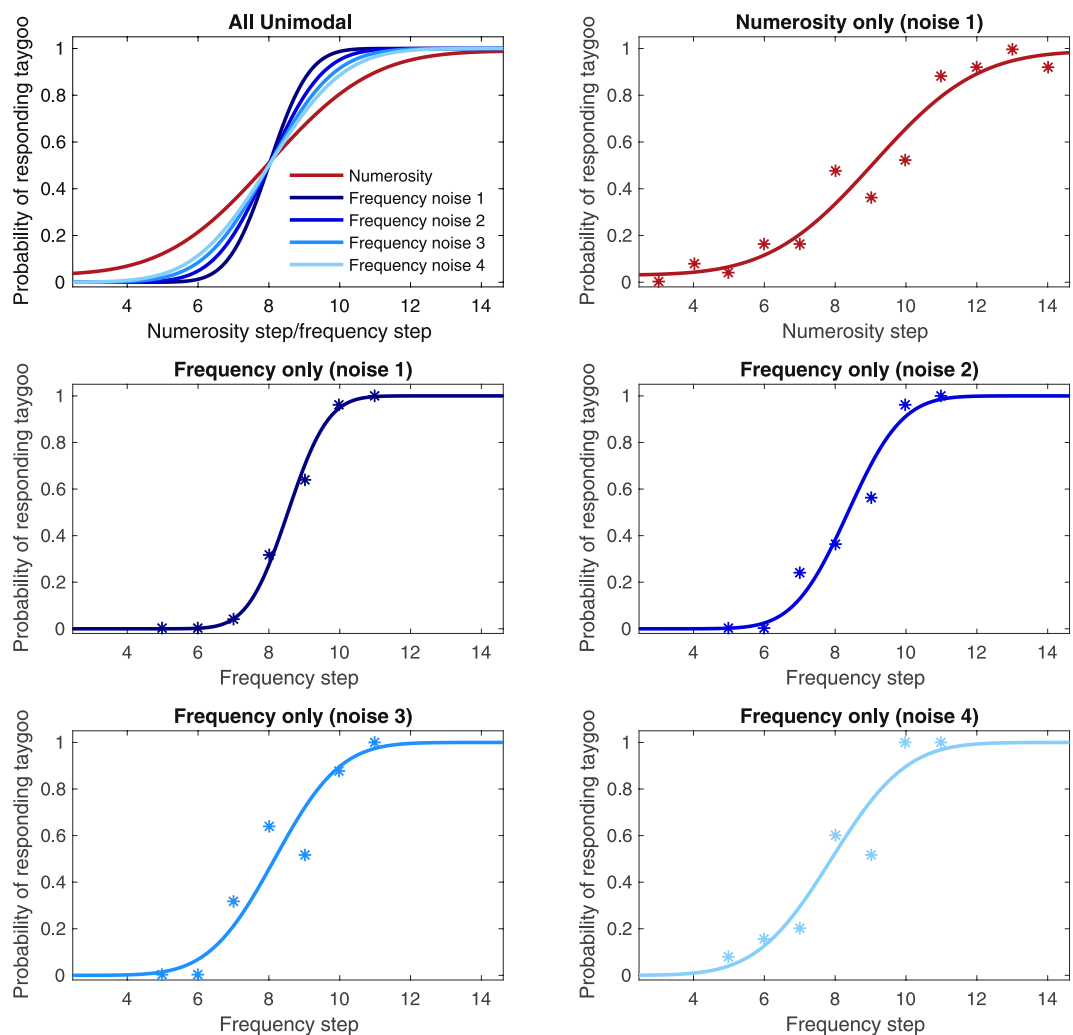 All Unimodal
Probability of responding taygoo
1
0.8
0.6
0.4
0.2
0
Numerosity
Frequency noise 1
Frequency noise 2
Frequency noise 3
Frequency noise 4
4 6 8 10 12 14
Numerosity step/frequency step
Numerosity only (noise 1)
Probability of responding taygoo
1
0.8
0.6
0.4
0.2
0
4 6 8 10 12 14
Numerosity step
Frequency only (noise 1)
Probability of responding taygoo
1
0.8
0.6
0.4
0.2
0
4 6 8 10 12 14
Frequency step
Frequency only (noise 2)
Probability of responding taygoo
1
0.8
0.6
0.4
0.2
0
4 6 8 10 12 14
Frequency step
Frequency only (noise 3)
Probability of responding taygoo
1
0.8
0.6
0.4
0.2
0
4 6 8 10 12 14
Frequency step
Frequency only (noise 4)
Probability of responding taygoo
1
0.8
0.6
0.4
0.2
0
4 6 8 10 12 14
Frequency step